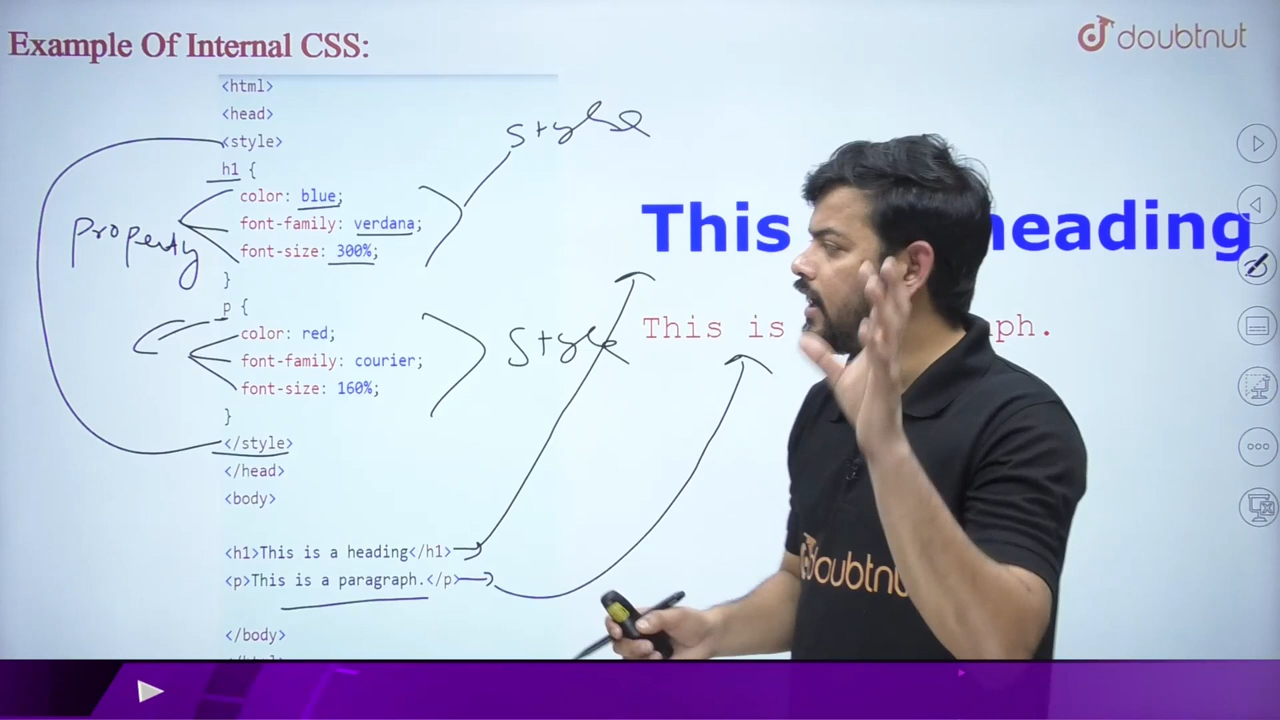 Example Of Internal CSS:
doubtnut
<html>
<head>
<style>
style
h1 {
color: blue;
font-family: verdana;
font-size: 300%;
property
}
This heading
p {
color: red;
font-family: courier;
font-size: 160%;
style
This is ph.
}
</style>
</head>
<body>
<h1>This is a heading</h1>
<p>This is a paragraph.</p>
doubtnu
</body>